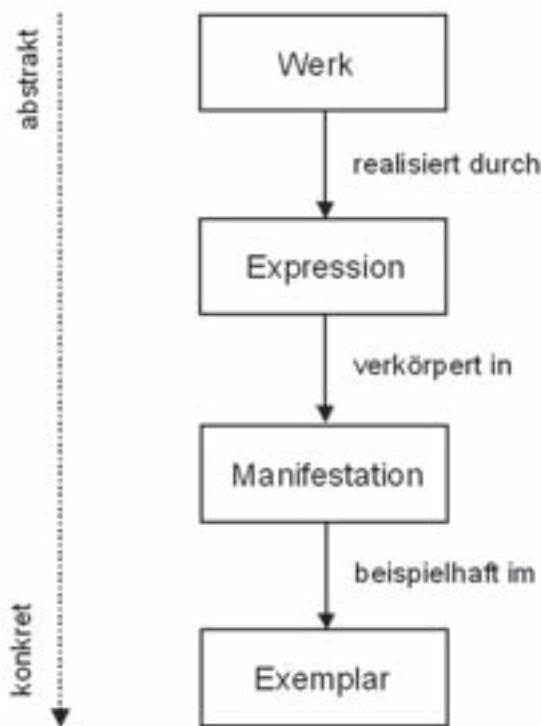 abstrakt
Werk
realisiert durch
Expression
verkörpert in
Manifestation
beispielhaft im
konkret
Exemplar